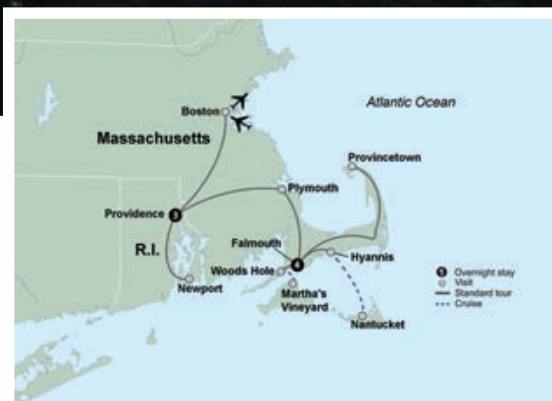 Boston
Atlantic Ocean
Massachusetts
Provincetown
Plymouth
Providence
3
R.I.
Falmouth
4
Hyannis
Woods Hole
Newport
Martha's
Vineyard
Nantucket
1 Overnight stay
Visit
Standard tour
Cruise